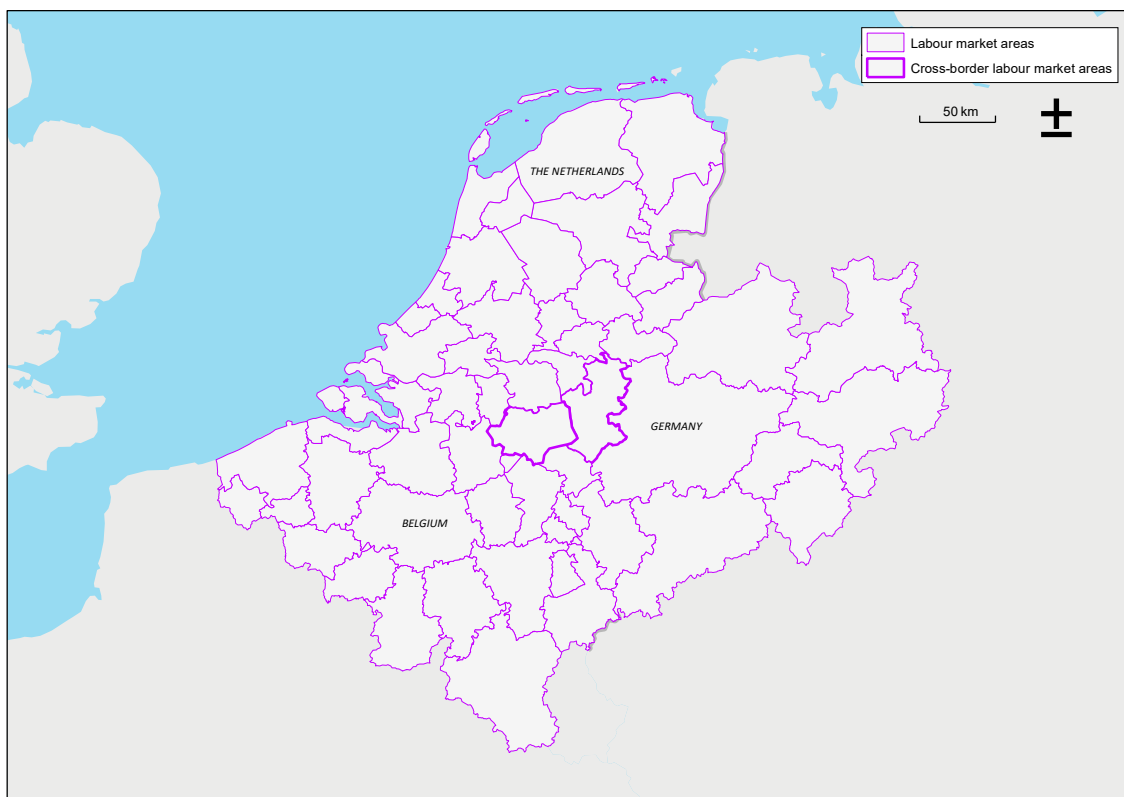 Labour market areas
Cross-border labour market areas
50 km
THE NETHERLANDS
GERMANY
BELGIUM